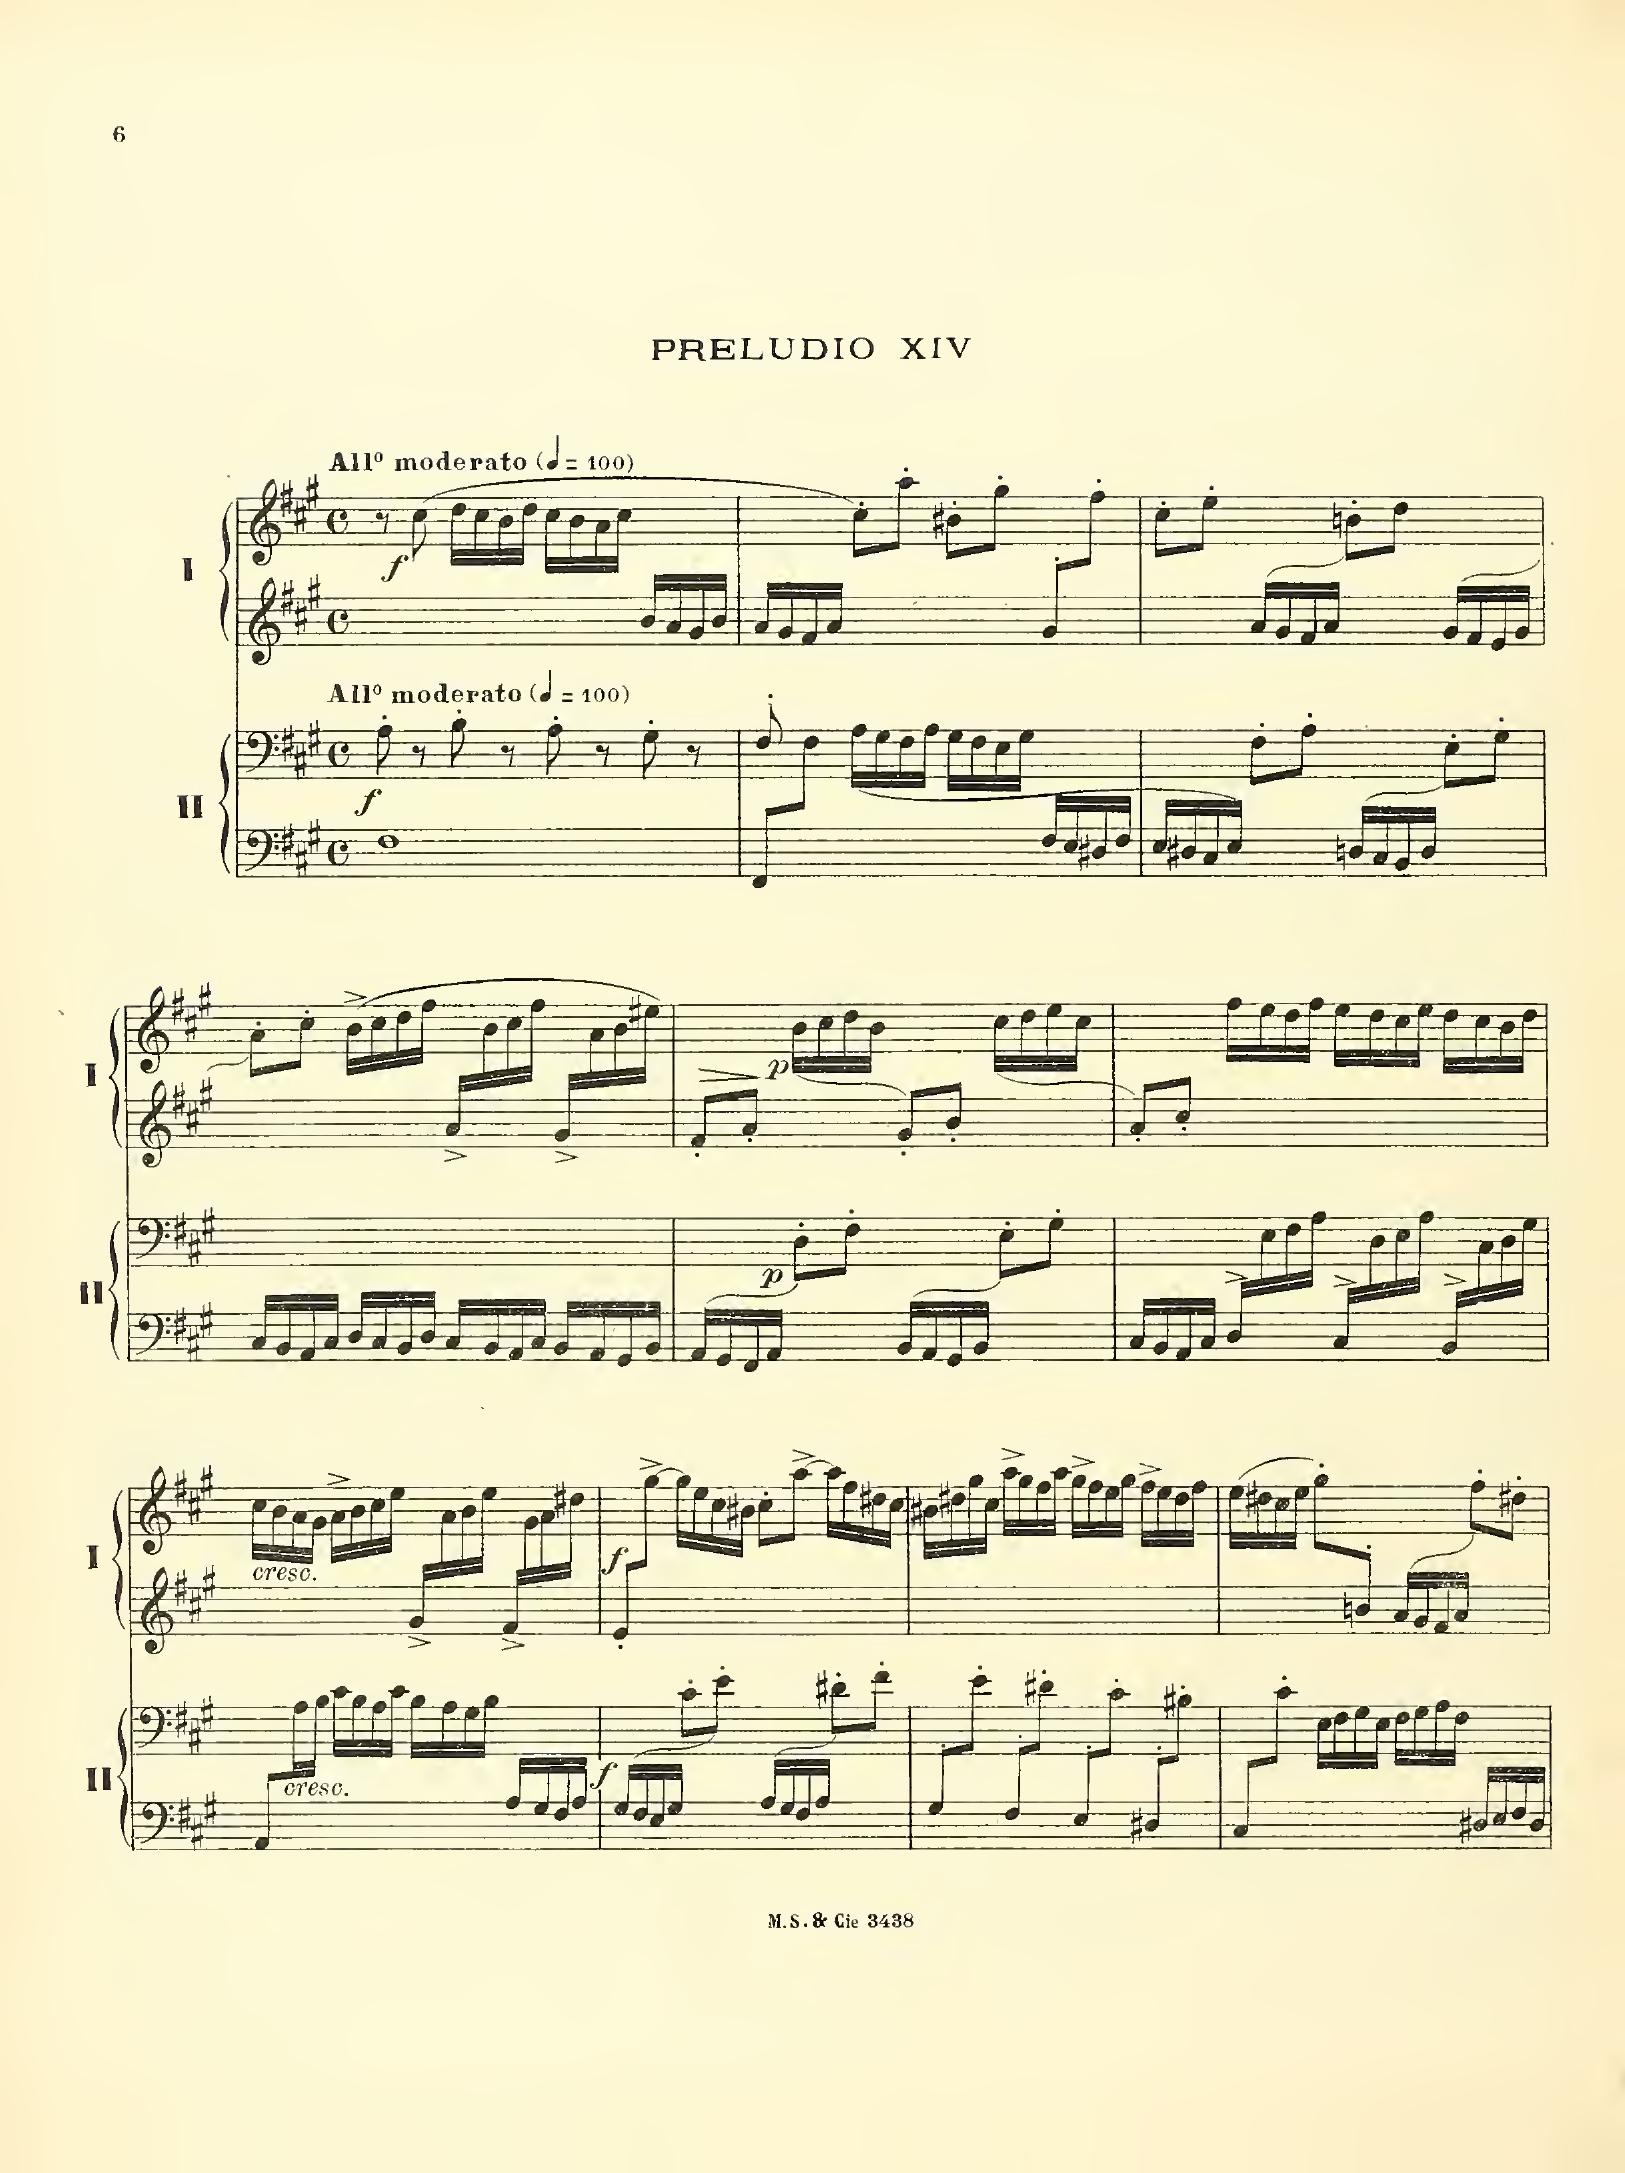 6
PRELUDIO XIV
All° moderato (♩ = 100)
f
I
All° moderato (♩ = 100)
f
II
I
p
p
II
I
cresc.
f
cresc.
f
II
M.S. & Cie 3438